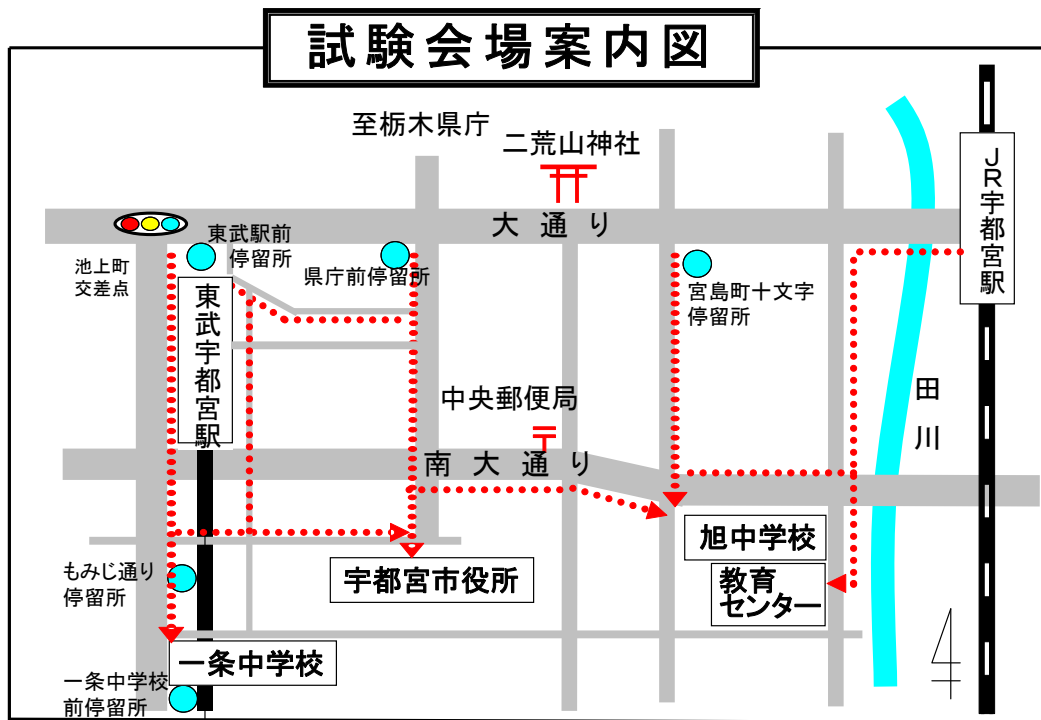 試験会場案内図
至栃木県庁
二荒山神社
大通り
JR宇都宮駅
東武駅前
停留所
池上町
交差点
県庁前停留所
宮島町十文字
停留所
東武宇都宮駅
田川
中央郵便局
〒
南大通り
旭中学校
教育
センター
宇都宮市役所
もみじ通り
停留所
一条中学校
一条中学校
前停留所